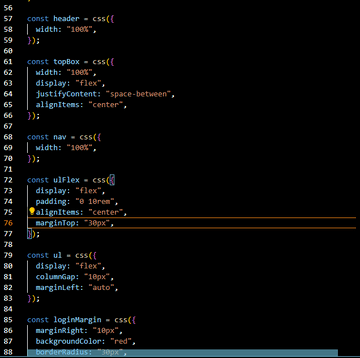 56
57 const header = css({
58 width: "100%",
59 });
60
61 const topBox = css({
62 width: "100%",
63 display: "flex",
64 justifyContent: "space-between",
65 alignItems: "center",
66 });
67
68 const nav = css({
69 width: "100%",
70 });
71
72 const ulFlex = css({
73 display: "flex",
74 padding: "0 10rem",
75 alignItems: "center",
76 marginTop: "30px",
77 });
78
79 const ul = css({
80 display: "flex",
81 columnGap: "10px",
82 marginLeft: "auto",
83 });
84
85 const loginMargin = css({
86 marginRight: "10px",
87 backgroundColor: "red",
88 borderRadius: "30px",